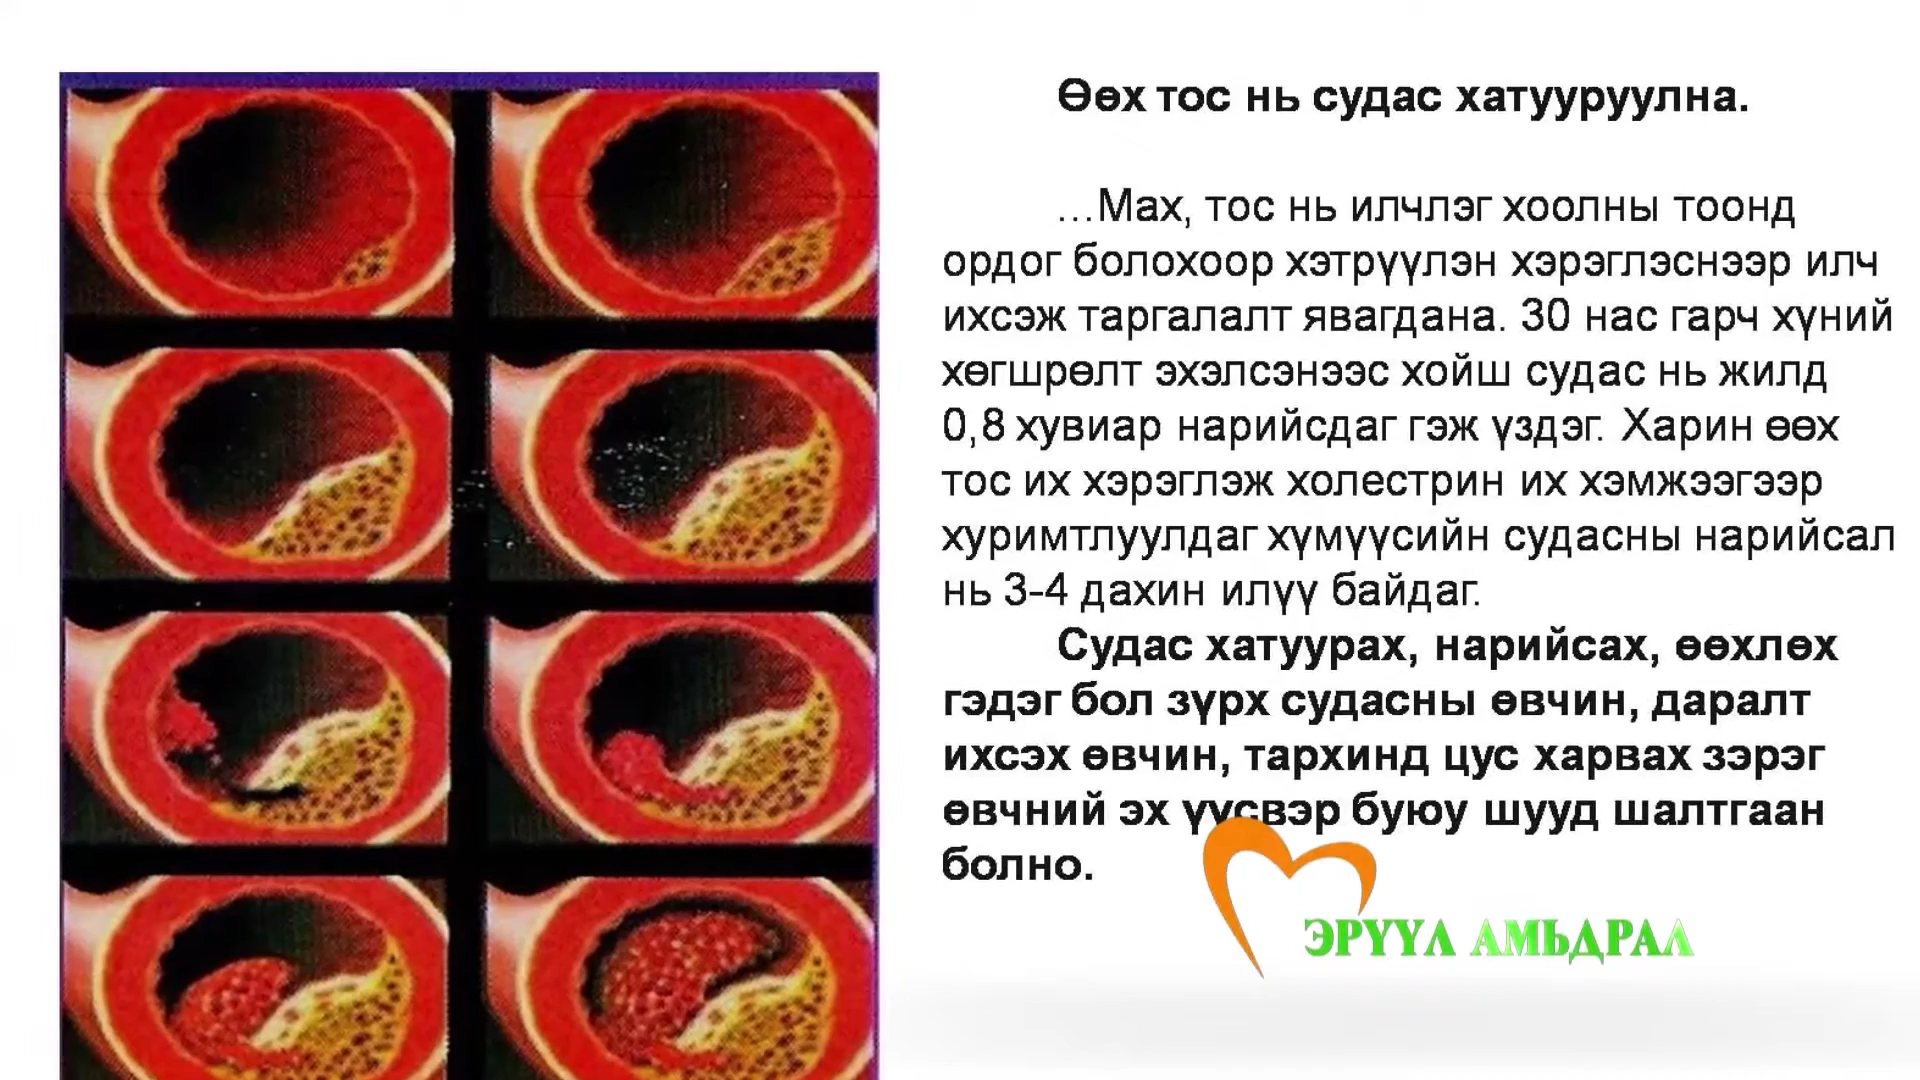 Өөх тос нь судас хатууруулна.
...Мах, тос нь илчлэг хоолны тоонд
ордог болохоор хэтрүүлэн хэрэглэснээр илч
ихсэж таргалалт явагдана. 30 нас гарч хүний
хөгшрөлт эхэлсэнээс хойш судас нь жилд
0,8 хувиар нарийсдаг гэж үздэг. Харин өөх
тос их хэрэглэж холестрин их хэмжээгээр
хуримтлуулдаг хүмүүсийн судасны нарийсал
нь 3-4 дахин илүү байдаг.
Судас хатуурах, нарийсах, өөхлөх
гэдэг бол зүрх судасны өвчин, даралт
ихсэх өвчин, тархинд цус харвах зэрэг
өвчний эх үүсвэр буюу шууд шалтгаан
болно.
ЭРҮҮЛ АМЬДРАЛ